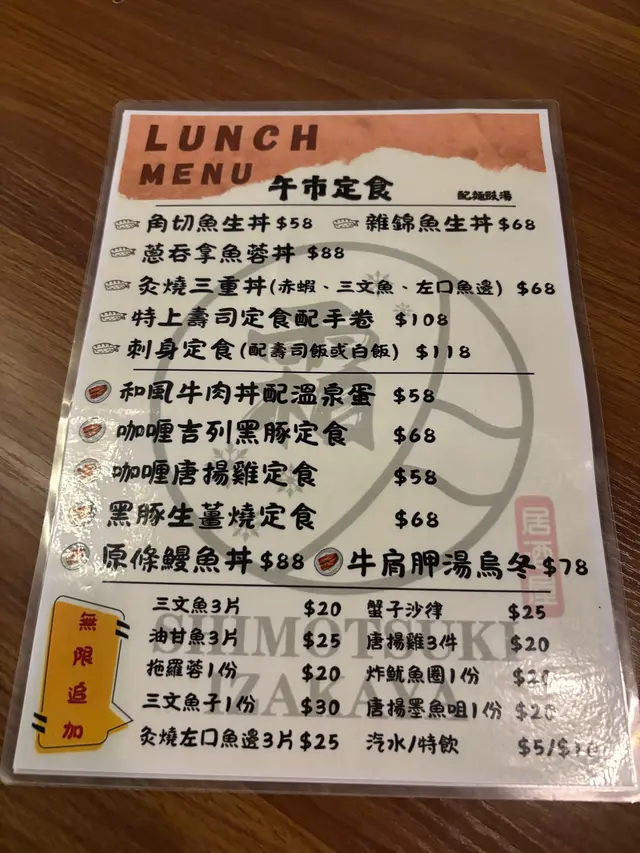 LUNCH
MENU 午市定食 配麵豉湯
角切魚生丼 $58 雜錦魚生丼 $68
蔥吞拿魚蓉丼 $88
炙燒三重丼(赤蝦、三文魚、左口魚邊) $68
特上壽司定食配手卷 $108
刺身定食(配壽司飯或白飯) $118
和風牛肉丼配溫泉蛋 $58
咖喱吉列黑豚定食 $68
咖喱唐揚雞定食 $58
黑豚生薑燒定食 $68
原條鰻魚丼 $88 牛肩胛湯烏冬 $78
居酒屋
SHIMOTSUKI
IZAKAYA
無限追加
三文魚3片 $20 蟹子沙律 $25
油甘魚3片 $25 唐揚雞3件 $20
拖羅蓉1份 $20 炸魷魚圈1份
三文魚子1份 $30 唐揚墨魚咀1份 $20
炙燒左口魚邊3片 $25 汽水/特飲 $5/